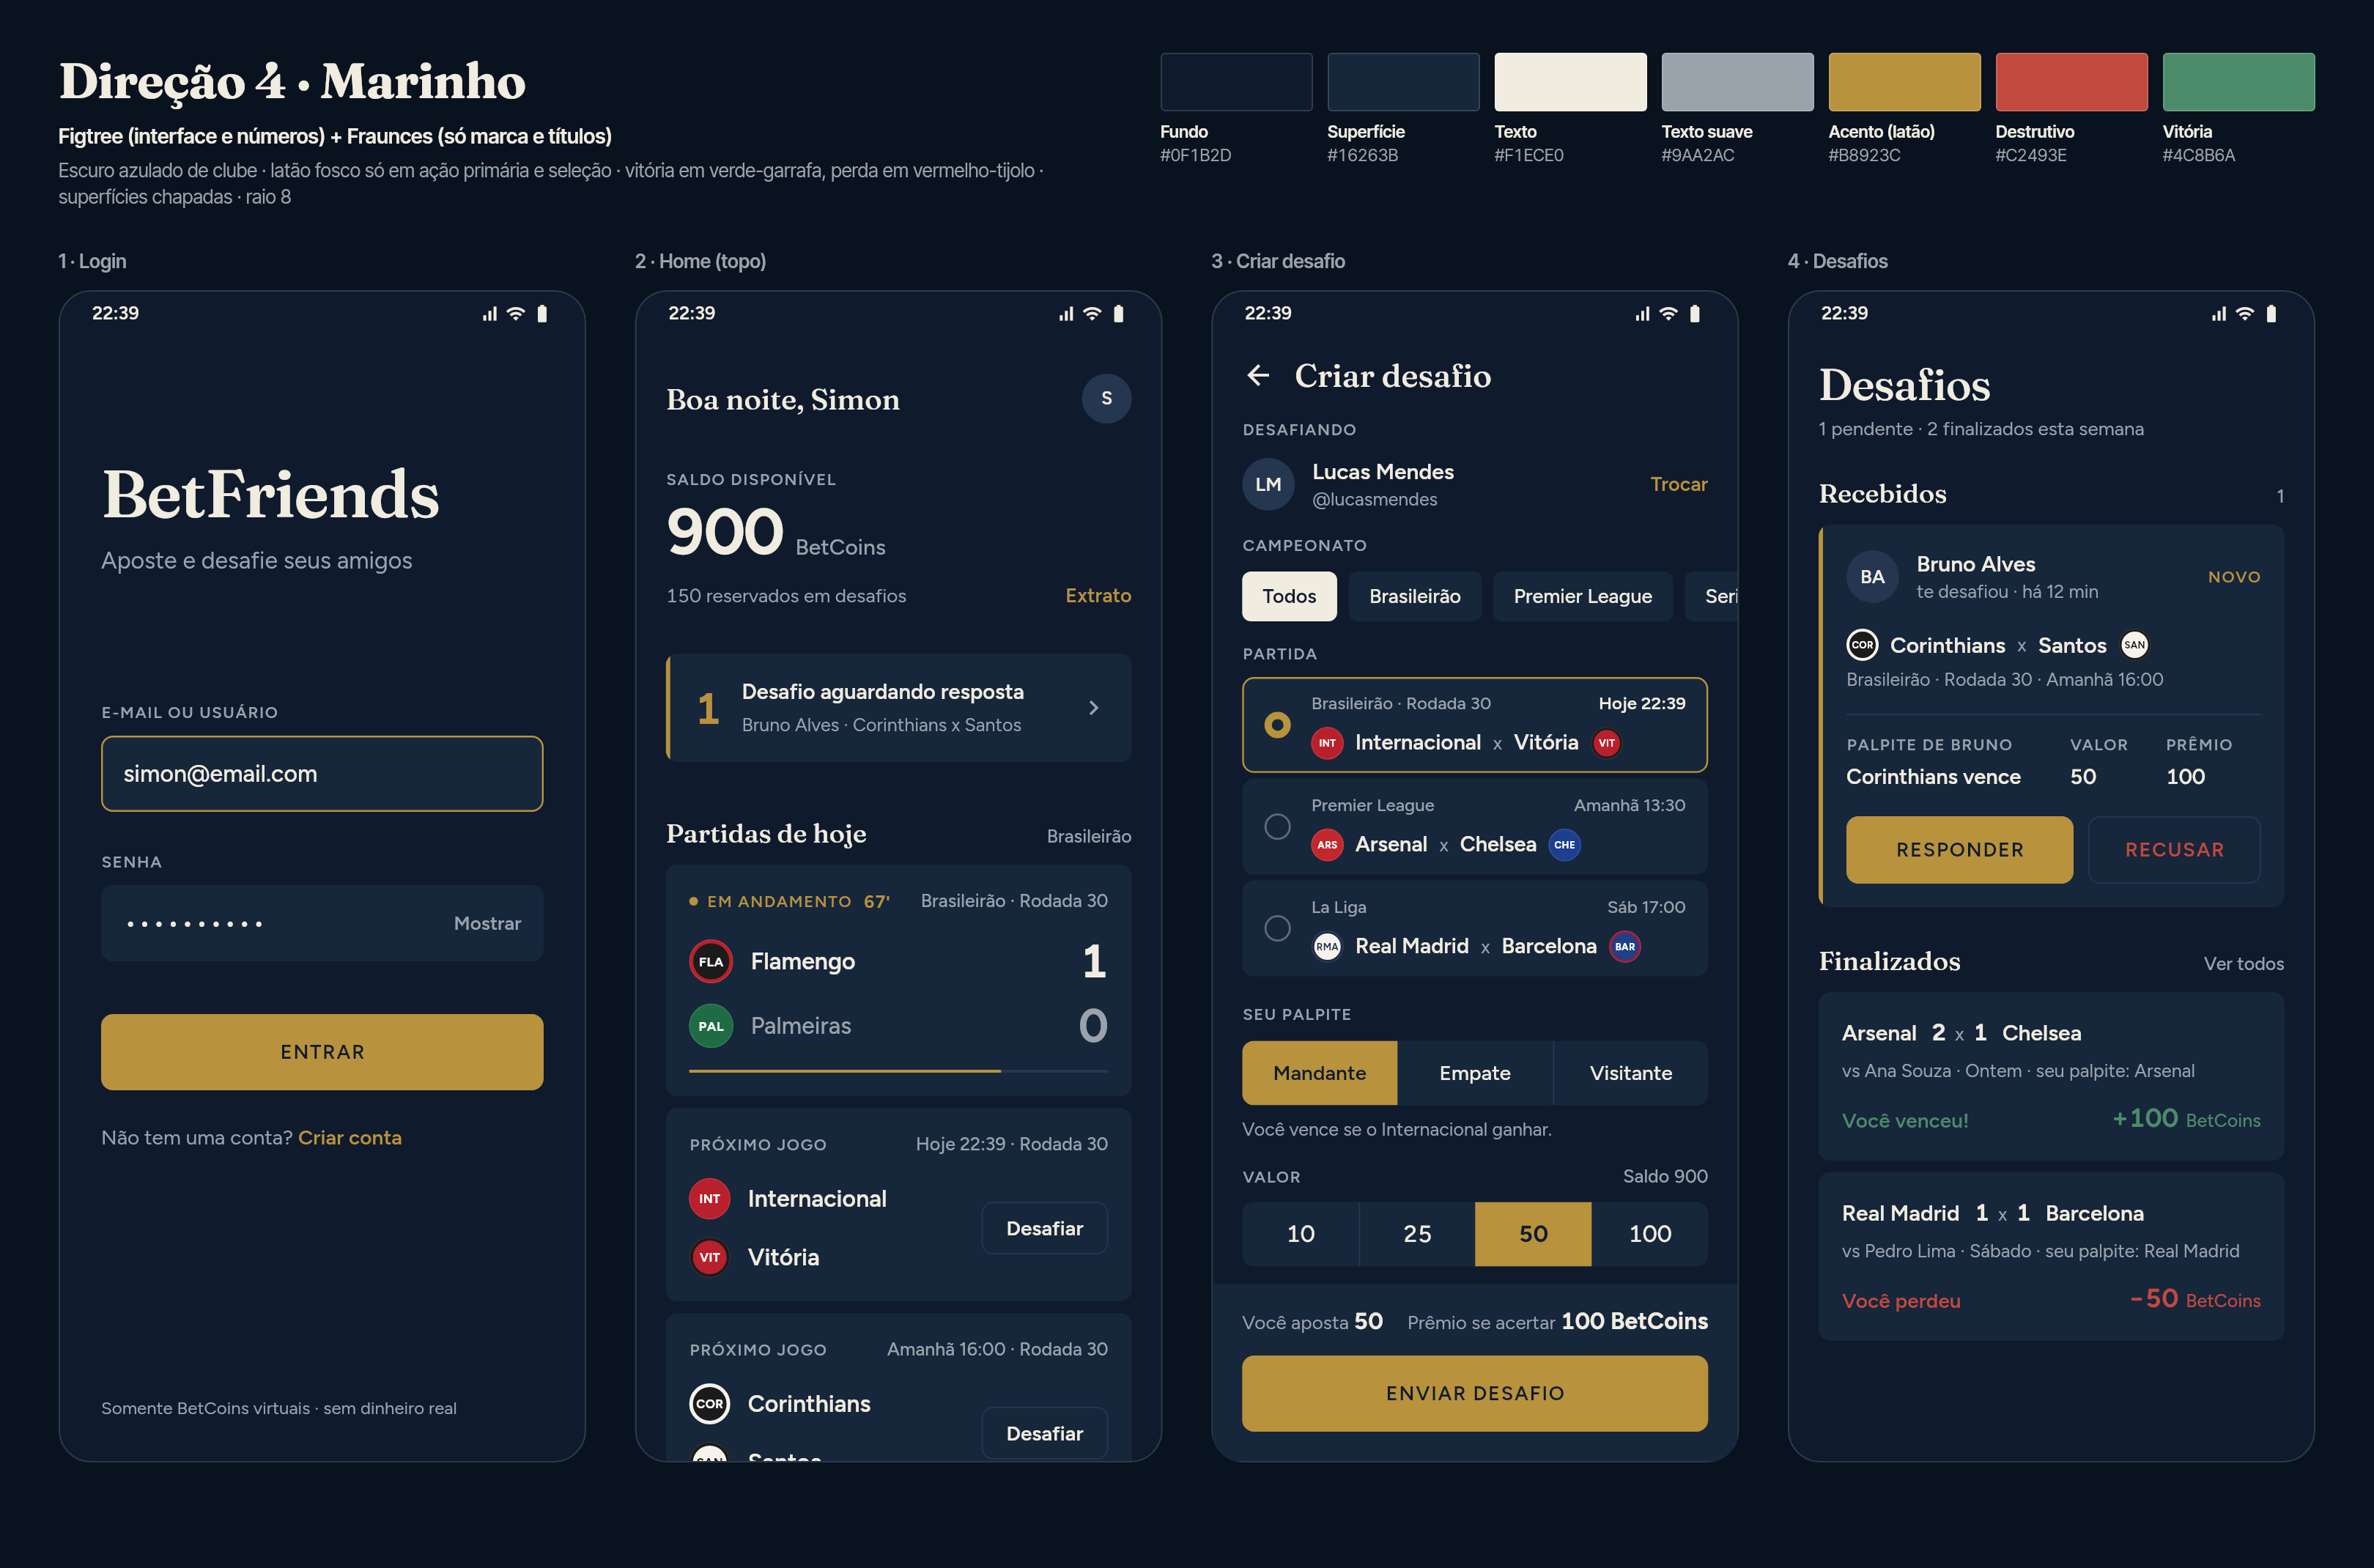 Direção 4 · Marinho
Figtree (interface e números) + Fraunces (só marca e títulos)
Escuro azulado de clube · latão fosco só em ação primária e seleção · vitória em verde-garrafa, perda em vermelho-tijolo ·
superfícies chapadas · raio 8
Fundo
#0F1B2D
Superfície
#16263B
Texto
#F1ECE0
Texto suave
#9AA2AC
Acento (latão)
#B8923C
Destrutivo
#C2493E
Vitória
#4C8B6A
1 · Login
22:39
BetFriends
Aposte e desafie seus amigos
E-MAIL OU USUÁRIO
simon@email.com
SENHA
••••••••••
Mostrar
ENTRAR
Não tem uma conta? Criar conta
Somente BetCoins virtuais · sem dinheiro real
2 · Home (topo)
22:39
Boa noite, Simon
S
SALDO DISPONÍVEL
900 BetCoins
150 reservados em desafios
Extrato
1
Desafio aguardando resposta
Bruno Alves · Corinthians x Santos
Partidas de hoje
Brasileirão
EM ANDAMENTO 67'
Brasileirão · Rodada 30
FLA Flamengo 1
PAL Palmeiras 0
PRÓXIMO JOGO
Hoje 22:39 · Rodada 30
INT Internacional
VIT Vitória
Desafiar
PRÓXIMO JOGO
Amanhã 16:00 · Rodada 30
COR Corinthians
Desafiar
SAN Santos
3 · Criar desafio
22:39
Criar desafio
DESAFIANDO
LM
Lucas Mendes
@lucasmendes
Trocar
CAMPEONATO
Todos
Brasileirão
Premier League
Seri
PARTIDA
Brasileirão · Rodada 30
Hoje 22:39
INT Internacional x Vitória VIT
Premier League
Amanhã 13:30
ARS Arsenal x Chelsea CHE
La Liga
Sáb 17:00
RMA Real Madrid x Barcelona BAR
SEU PALPITE
Mandante
Empate
Visitante
Você vence se o Internacional ganhar.
VALOR
Saldo 900
10
25
50
100
Você aposta 50
Prêmio se acertar 100 BetCoins
ENVIAR DESAFIO
4 · Desafios
22:39
Desafios
1 pendente · 2 finalizados esta semana
Recebidos
1
BA
Bruno Alves
te desafiou · há 12 min
NOVO
COR Corinthians x Santos SAN
Brasileirão · Rodada 30 · Amanhã 16:00
PALPITE DE BRUNO
Corinthians vence
VALOR
50
PRÊMIO
100
RESPONDER
RECUSAR
Finalizados
Ver todos
Arsenal 2 x 1 Chelsea
vs Ana Souza · Ontem · seu palpite: Arsenal
Você venceu!
+100 BetCoins
Real Madrid 1 x 1 Barcelona
vs Pedro Lima · Sábado · seu palpite: Real Madrid
Você perdeu
-50 BetCoins